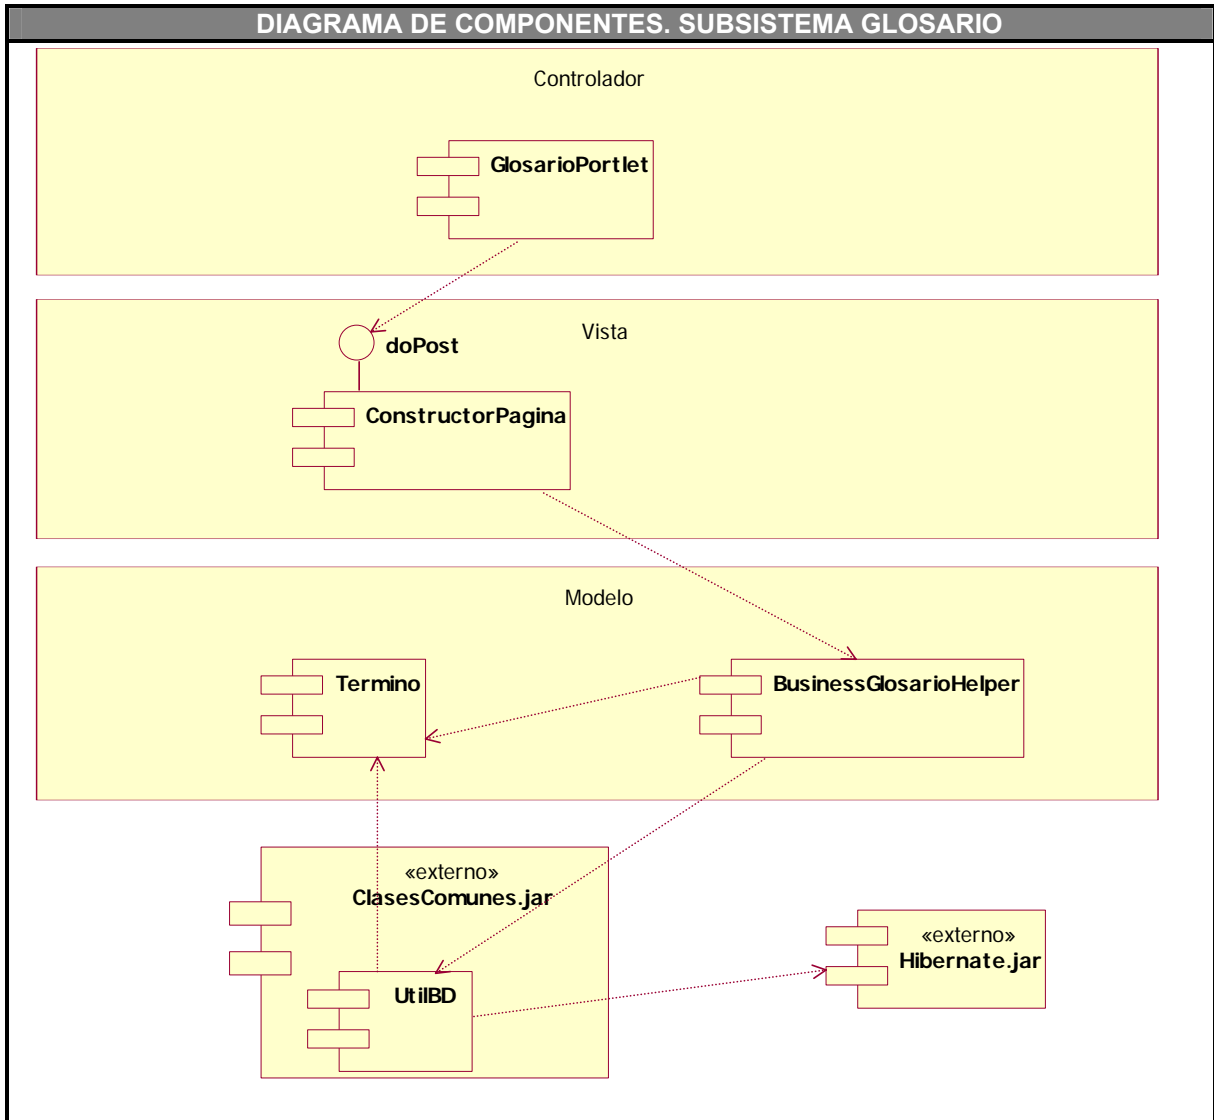 DIAGRAMA DE COMPONENTES. SUBSISTEMA GLOSARIO
Controlador
GlosarioPortlet
Vista
doPost
ConstructorPagina
Modelo
Termino
BusinessGlosarioHelper
«externo»
ClasesComunes.jar
«externo»
Hibernate.jar
UtilBD